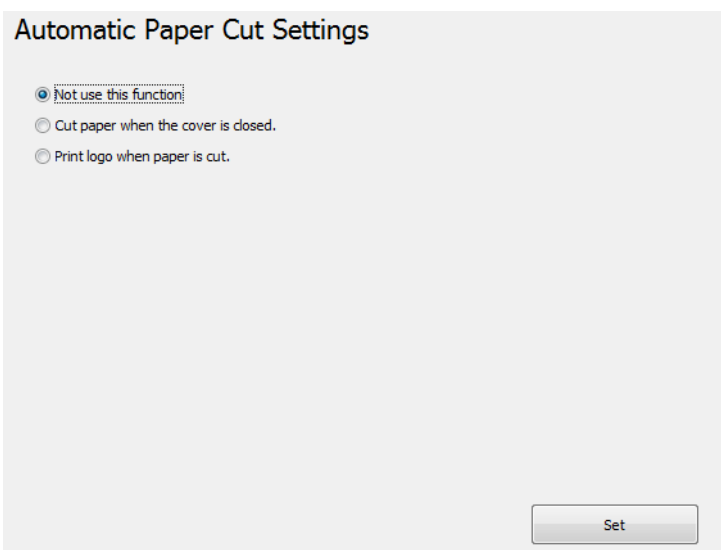 Automatic Paper Cut Settings
Not use this function
Cut paper when the cover is closed.
Print logo when paper is cut.
Set